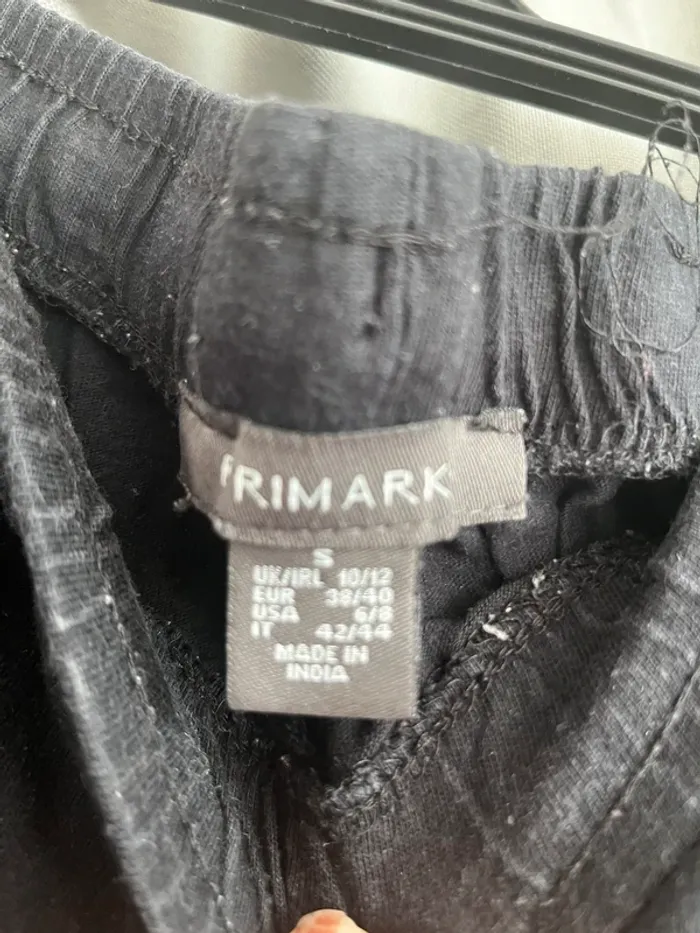 PRIMARK
S
UK/IRL 10/12
EUR 38/40
USA 6/8
IT 42/44
MADE IN
INDIA